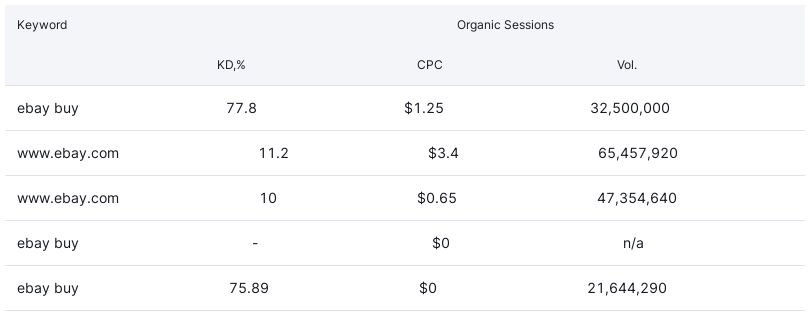 Keyword Organic Sessions
KD,% CPC Vol.
ebay buy 77.8 $1.25 32,500,000
www.ebay.com 11.2 $3.4 65,457,920
www.ebay.com 10 $0.65 47,354,640
ebay buy - $0 n/a
ebay buy 75.89 $0 21,644,290